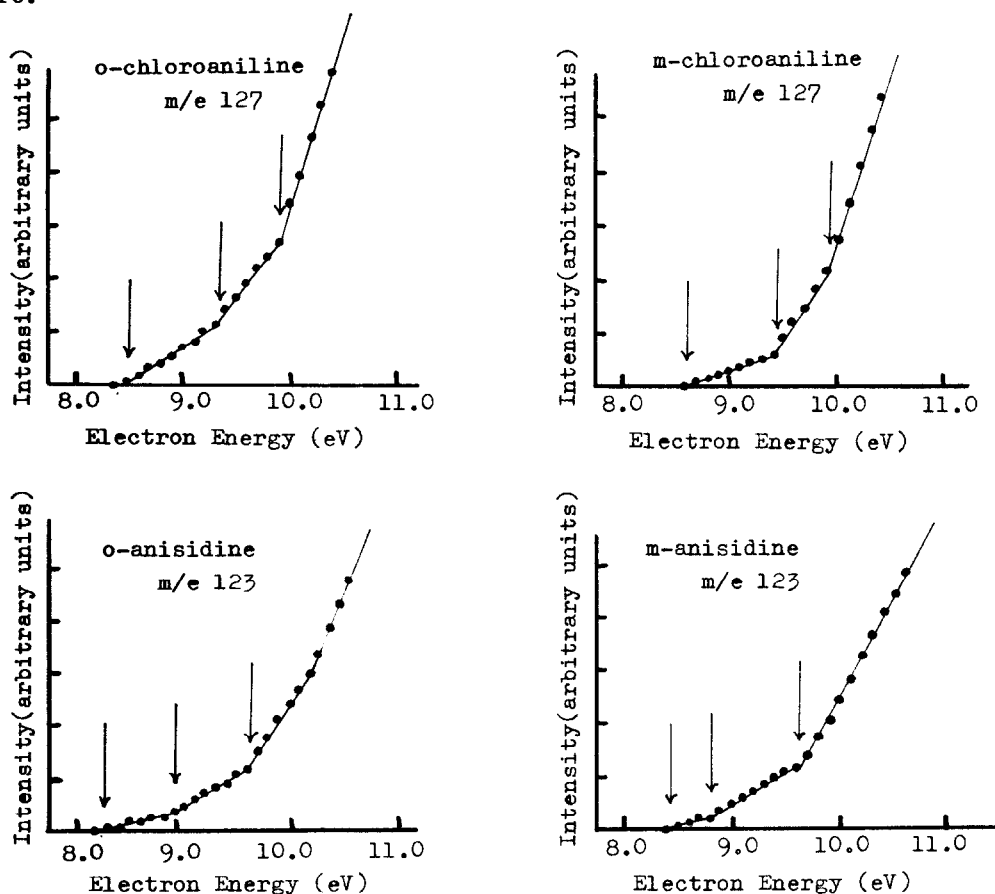 o-chloroaniline
m/e 127
Intensity(arbitrary units)
8.0 9.0 10.0 11.0
Electron Energy (eV)
m-chloroaniline
m/e 127
Intensity(arbitrary units)
8.0 9.0 10.0 11.0
Electron Energy (eV)
o-anisidine
m/e 123
Intensity(arbitrary units)
8.0 9.0 10.0 11.0
Electron Energy (eV)
m-anisidine
m/e 123
Intensity(arbitrary units)
8.0 9.0 10.0 11.0
Electron Energy (eV)